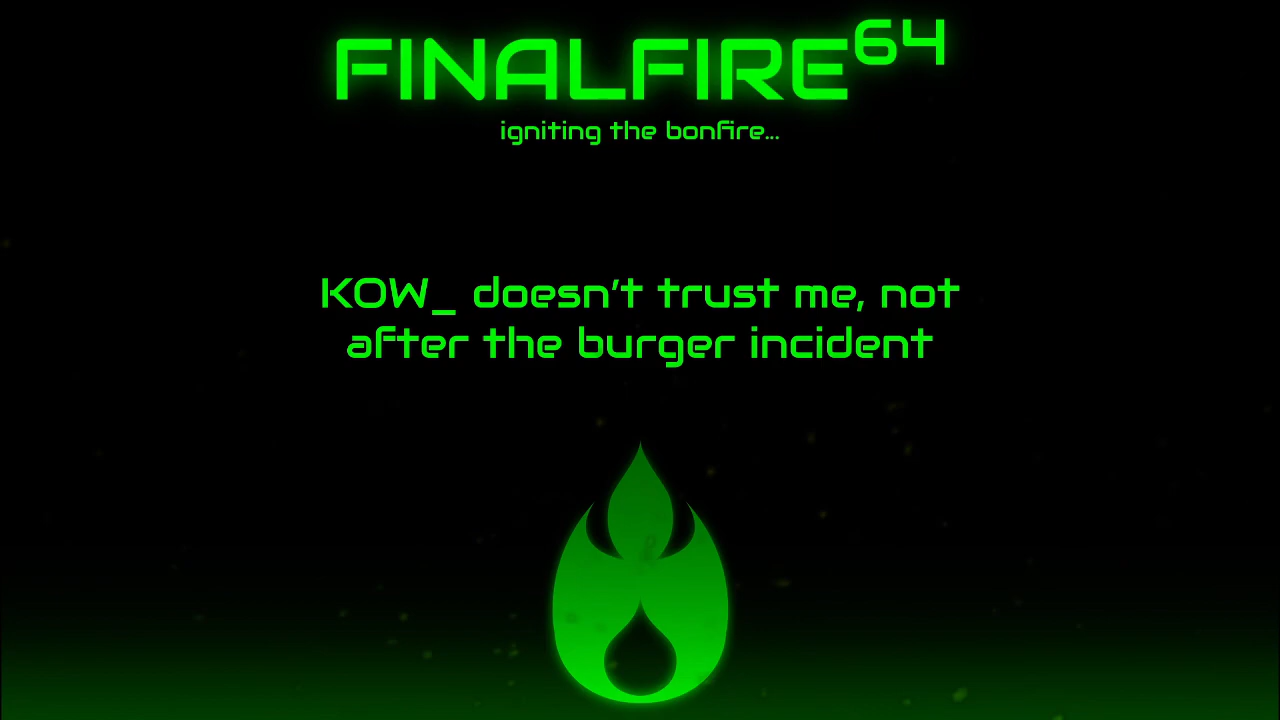 FINALFIRE⁶⁴
igniting the bonfire...
KOW_ doesn't trust me, not
after the burger incident